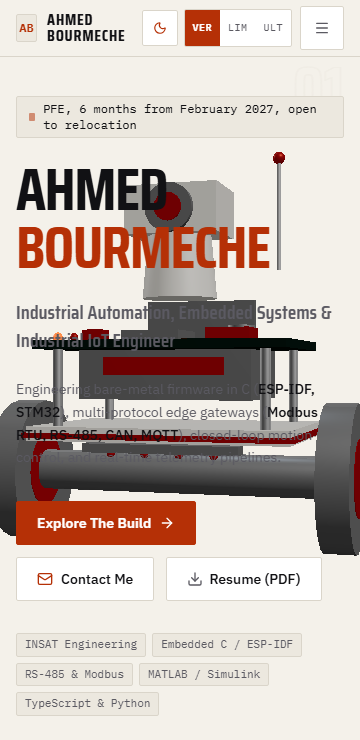 AB
AHMED
BOURMECHE
VER LIM ULT
01
PFE, 6 months from February 2027, open
to relocation
AHMED
BOURMECHE
Industrial Automation, Embedded Systems &
Industrial IoT Engineer
Engineering bare-metal firmware in C (ESP-IDF,
STM32), multi-protocol edge gateways (Modbus
RTU, RS-485, CAN, MQTT), closed-loop motion
telemetry pipelines.
Explore The Build
Contact Me
Resume (PDF)
INSAT Engineering
Embedded C / ESP-IDF
RS-485 & Modbus
MATLAB / Simulink
TypeScript & Python